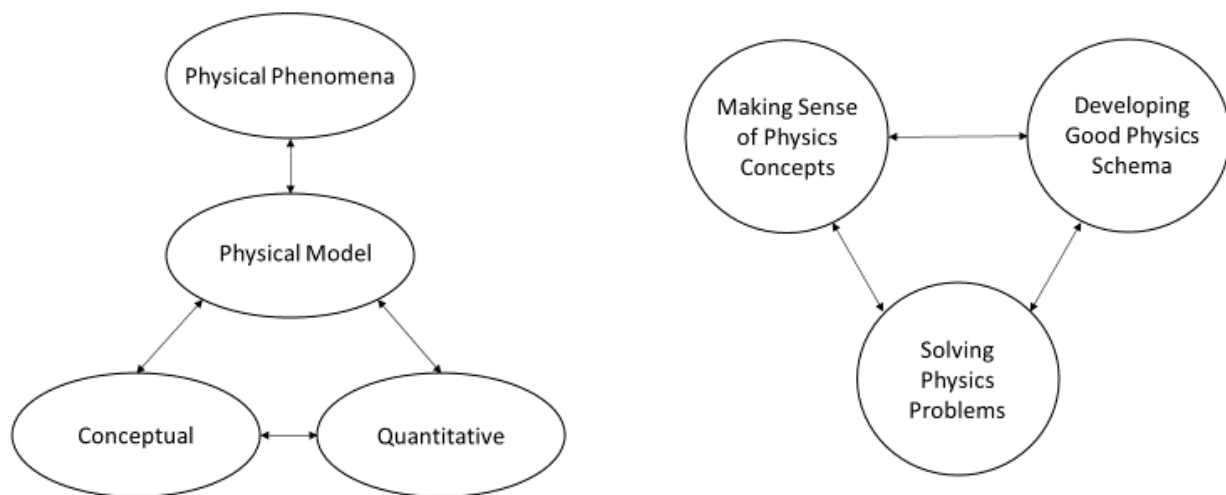 Physical Phenomena
Physical Model
Conceptual
Quantitative
Making Sense
of Physics
Concepts
Developing
Good Physics
Schema
Solving
Physics
Problems